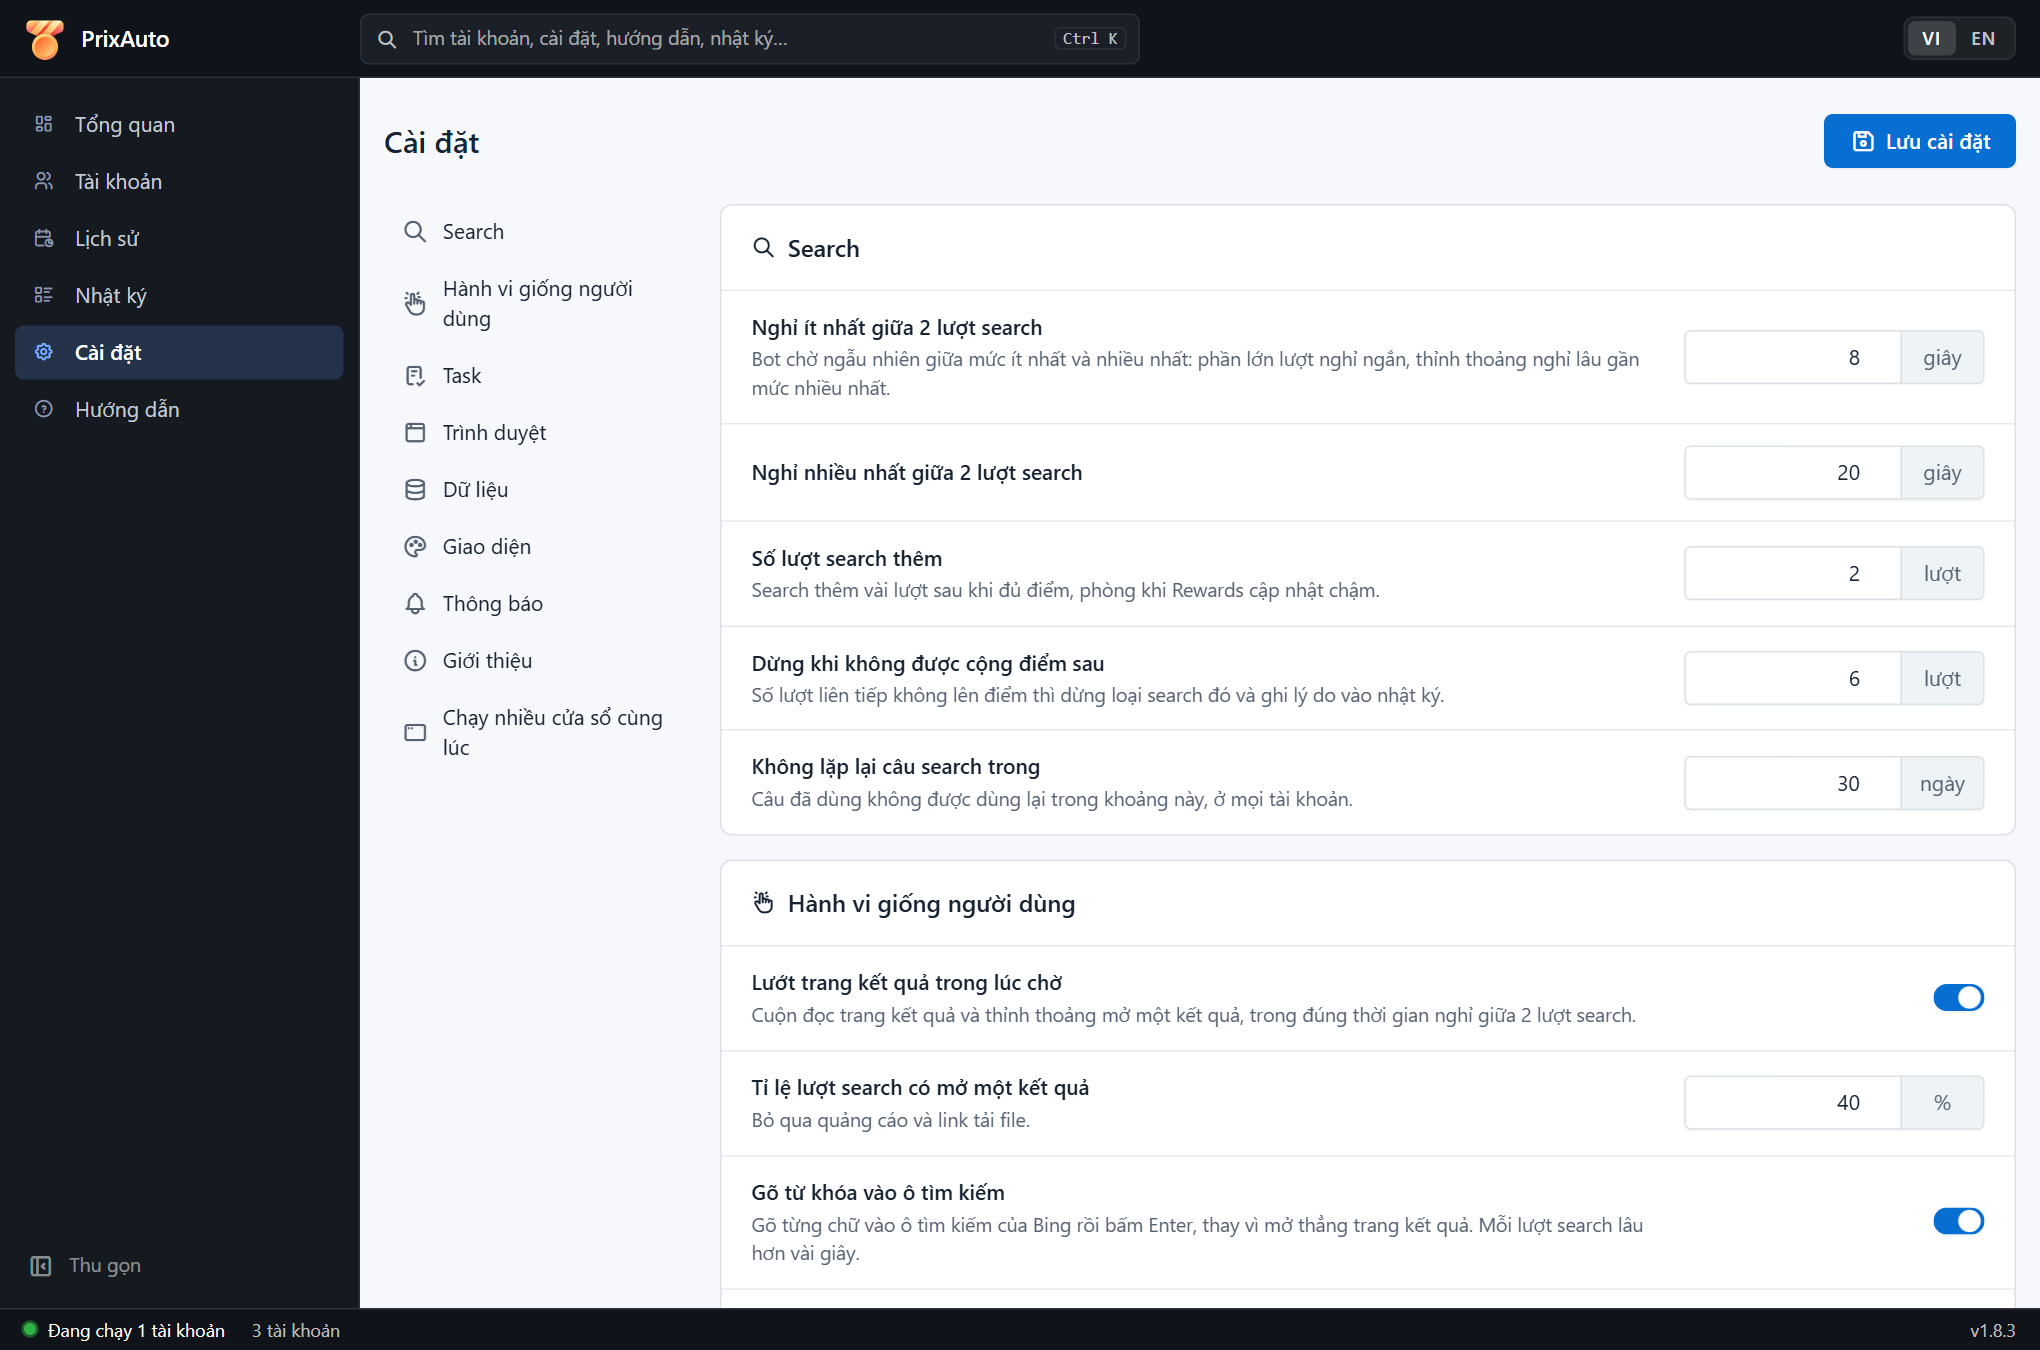 PrixAuto
Tìm tài khoản, cài đặt, hướng dẫn, nhật ký...
Ctrl K
VI
EN
Tổng quan
Tài khoản
Lịch sử
Nhật ký
Cài đặt
Hướng dẫn
Thu gọn
Cài đặt
Lưu cài đặt
Search
Hành vi giống người
dùng
Task
Trình duyệt
Dữ liệu
Giao diện
Thông báo
Giới thiệu
Chạy nhiều cửa sổ cùng
lúc
Search
Nghỉ ít nhất giữa 2 lượt search
Bot chờ ngẫu nhiên giữa mức ít nhất và nhiều nhất: phần lớn lượt nghỉ ngắn, thỉnh thoảng nghỉ lâu gần
mức nhiều nhất.
8 giây
Nghỉ nhiều nhất giữa 2 lượt search
20 giây
Số lượt search thêm
Search thêm vài lượt sau khi đủ điểm, phòng khi Rewards cập nhật chậm.
2 lượt
Dừng khi không được cộng điểm sau
Số lượt liên tiếp không lên điểm thì dừng loại search đó và ghi lý do vào nhật ký.
6 lượt
Không lặp lại câu search trong
Câu đã dùng không được dùng lại trong khoảng này, ở mọi tài khoản.
30 ngày
Hành vi giống người dùng
Lướt trang kết quả trong lúc chờ
Cuộn đọc trang kết quả và thỉnh thoảng mở một kết quả, trong đúng thời gian nghỉ giữa 2 lượt search.
Tỉ lệ lượt search có mở một kết quả
Bỏ qua quảng cáo và link tải file.
40 %
Gõ từ khóa vào ô tìm kiếm
Gõ từng chữ vào ô tìm kiếm của Bing rồi bấm Enter, thay vì mở thẳng trang kết quả. Mỗi lượt search lâu
hơn vài giây.
Đang chạy 1 tài khoản
3 tài khoản
v1.8.3